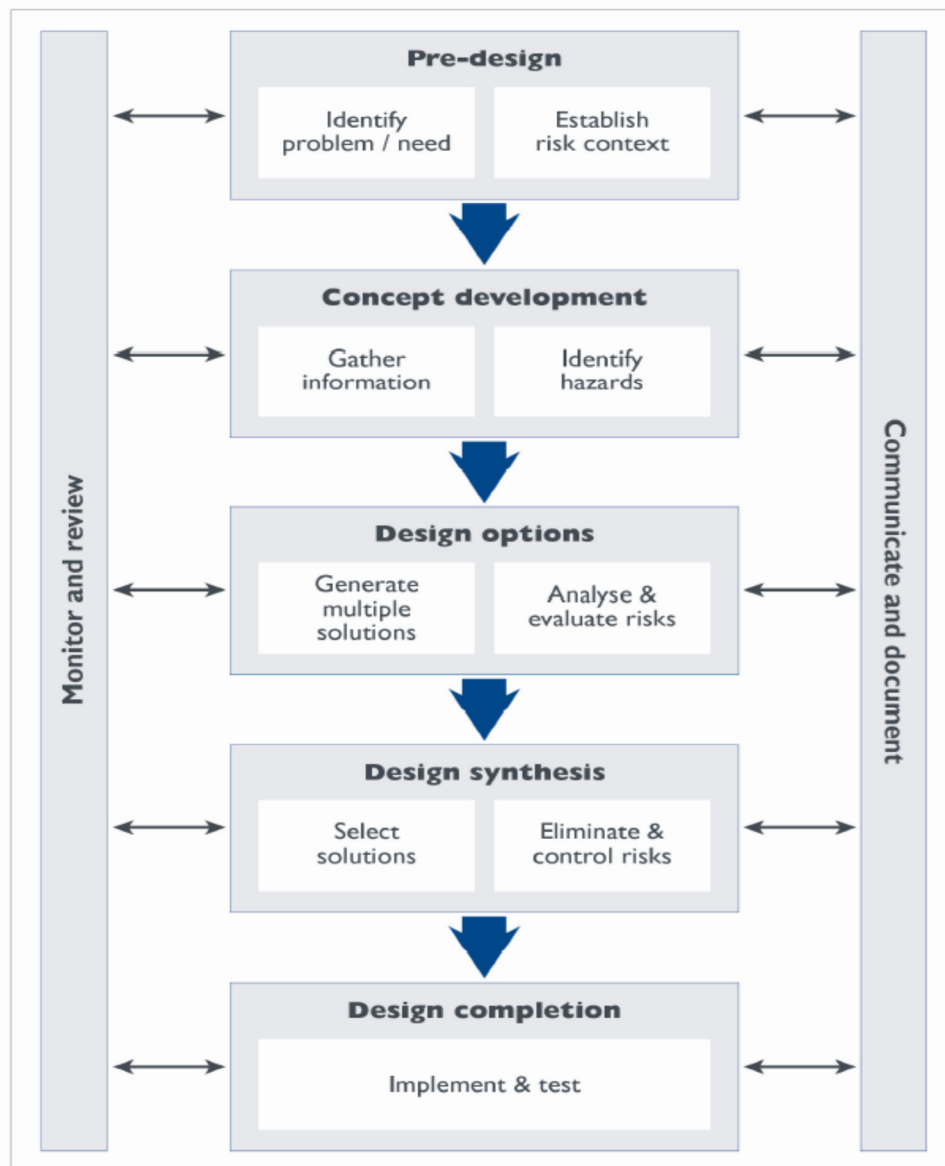 Monitor and review
Pre-design
Identify
problem / need
Establish
risk context
Concept development
Gather
information
Identify
hazards
Design options
Generate
multiple
solutions
Analyse &
evaluate risks
Design synthesis
Select
solutions
Eliminate &
control risks
Design completion
Implement & test
Communicate and document